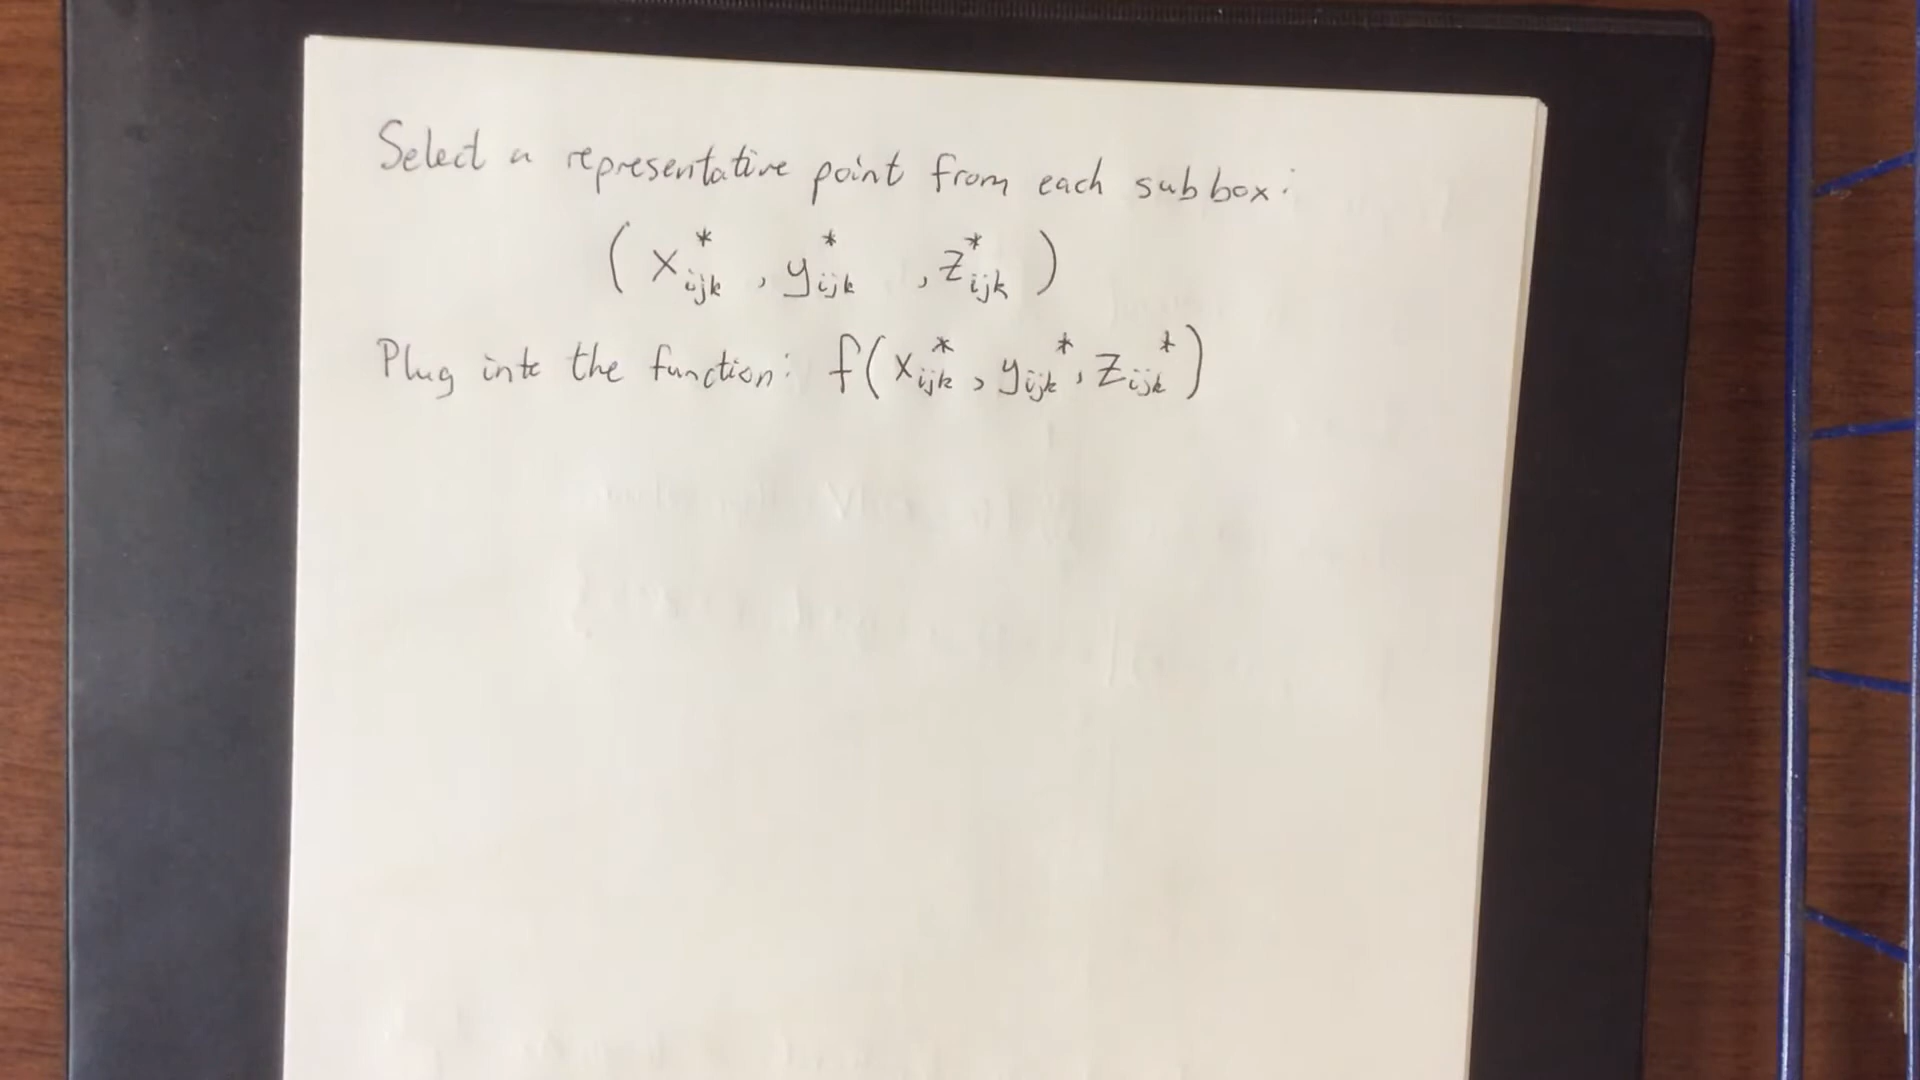 Select a representative point from each subbox:
( x*ijk , y*ijk , z*ijk )
Plug into the function: f( x*ijk , y*ijk , z*ijk )